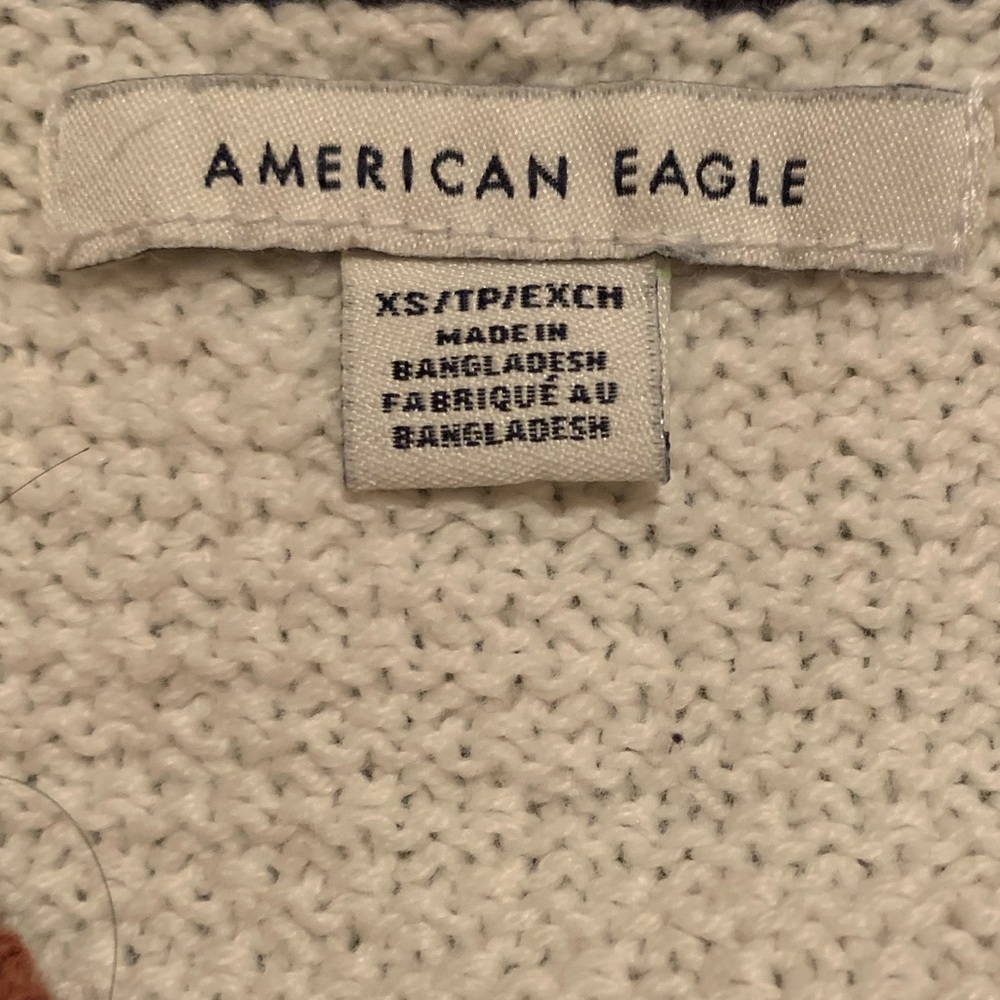 AMERICAN EAGLE
XS/TP/EXCH
MADE IN
BANGLADESH
FABRIQUÉ AU
BANGLADESH